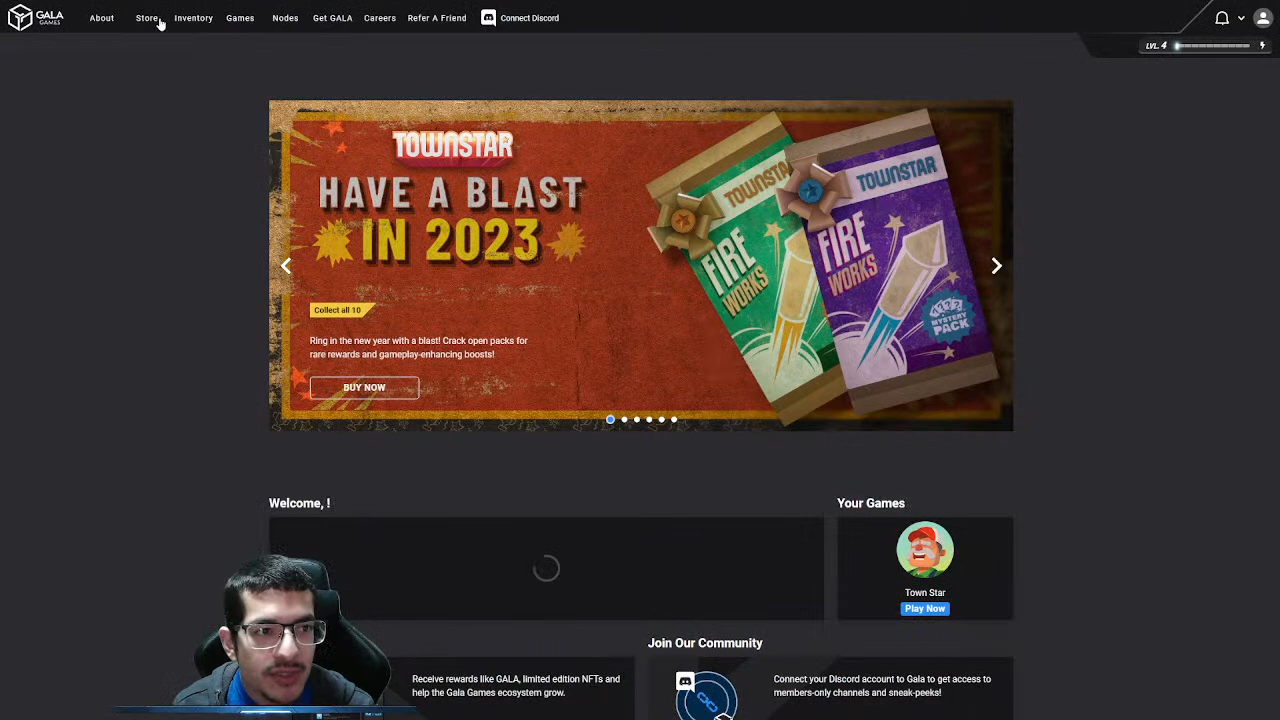 GALA GAMES
About Store Inventory Games Nodes Get GALA Careers Refer A Friend Connect Discord
LVL. 4
TOWNSTAR
HAVE A BLAST
IN 2023
Collect all 10
Ring in the new year with a blast! Crack open packs for
rare rewards and gameplay-enhancing boosts!
BUY NOW
TOWNSTA
FIRE
WORKS
TOWNSTAR
FIRE
WORKS
MYSTERY
PACK
Welcome, !
Your Games
Town Star
Play Now
Join Our Community
Receive rewards like GALA, limited edition NFTs and
help the Gala Games ecosystem grow.
Connect your Discord account to Gala to get access to
members-only channels and sneak-peeks!